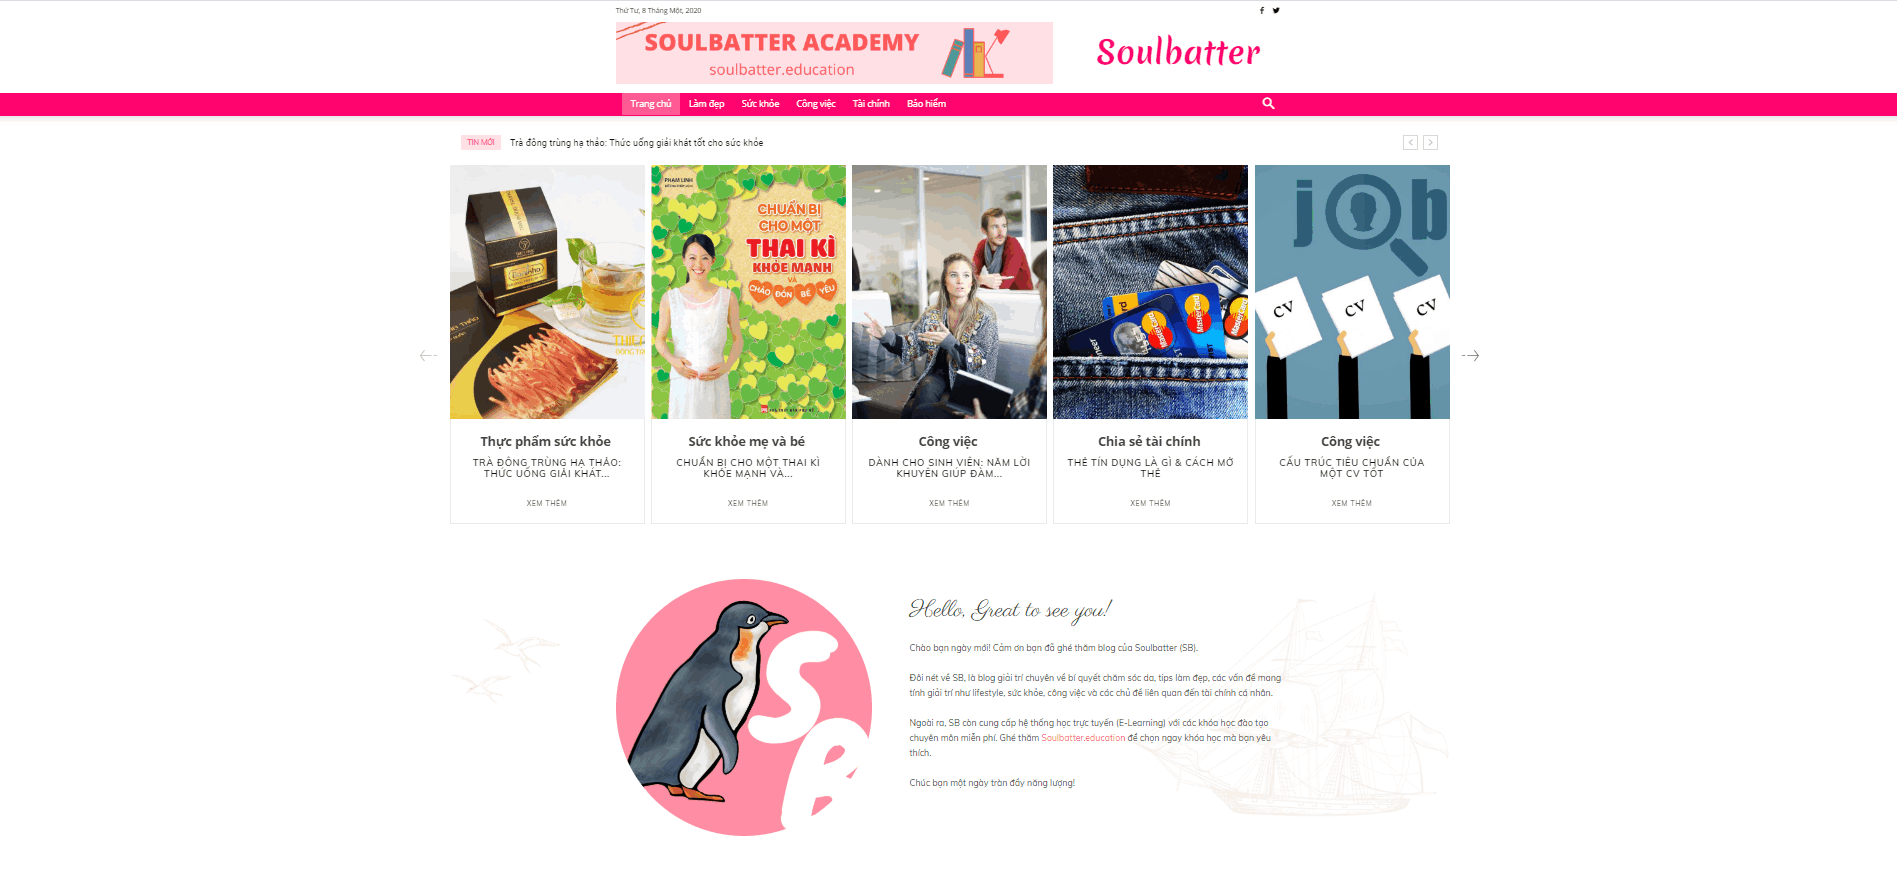 Thứ Tư, 8 Tháng Một, 2020
SOULBATTER ACADEMY
soulbatter.education
Soulbatter
Trang chủ
Làm đẹp
Sức khỏe
Công việc
Tài chính
Bảo hiểm
TIN MỚI
Trà đông trùng hạ thảo: Thức uống giải khát tốt cho sức khỏe
PHẠM LINH
CHUẨN BỊ
CHO MỘT
THAI KÌ
KHỎE MẠNH
VÀ
CHÀO ĐÓN BÉ YÊU
MasterCard
MasterCard
MasterCard
job
CV
CV
CV
Thực phẩm sức khỏe
TRÀ ĐÔNG TRÙNG HẠ THẢO:
THỨC UỐNG GIẢI KHÁT...
XEM THÊM
Sức khỏe mẹ và bé
CHUẨN BỊ CHO MỘT THAI KÌ
KHỎE MẠNH VÀ...
XEM THÊM
Công việc
DÀNH CHO SINH VIÊN: NĂM LỜI
KHUYÊN GIÚP ĐẢM...
XEM THÊM
Chia sẻ tài chính
THẺ TÍN DỤNG LÀ GÌ & CÁCH MỞ
THẺ
XEM THÊM
Công việc
CẤU TRÚC TIÊU CHUẨN CỦA
MỘT CV TỐT
XEM THÊM
SB
Hello, Great to see you!
Chào bạn ngày mới! Cảm ơn bạn đã ghé thăm blog của Soulbatter (SB).
Đôi nét về SB, là blog giải trí chuyên về bí quyết chăm sóc da, tips làm đẹp, các vấn đề mang
tính giải trí như lifestyle, sức khỏe, công việc và các chủ đề liên quan đến tài chính cá nhân.
Ngoài ra, SB còn cung cấp hệ thống học trực tuyến (E-Learning) với các khóa học đào tạo
chuyên môn miễn phí. Ghé thăm Soulbatter.education để chọn ngay khóa học mà bạn yêu
thích.
Chúc bạn một ngày tràn đầy năng lượng!